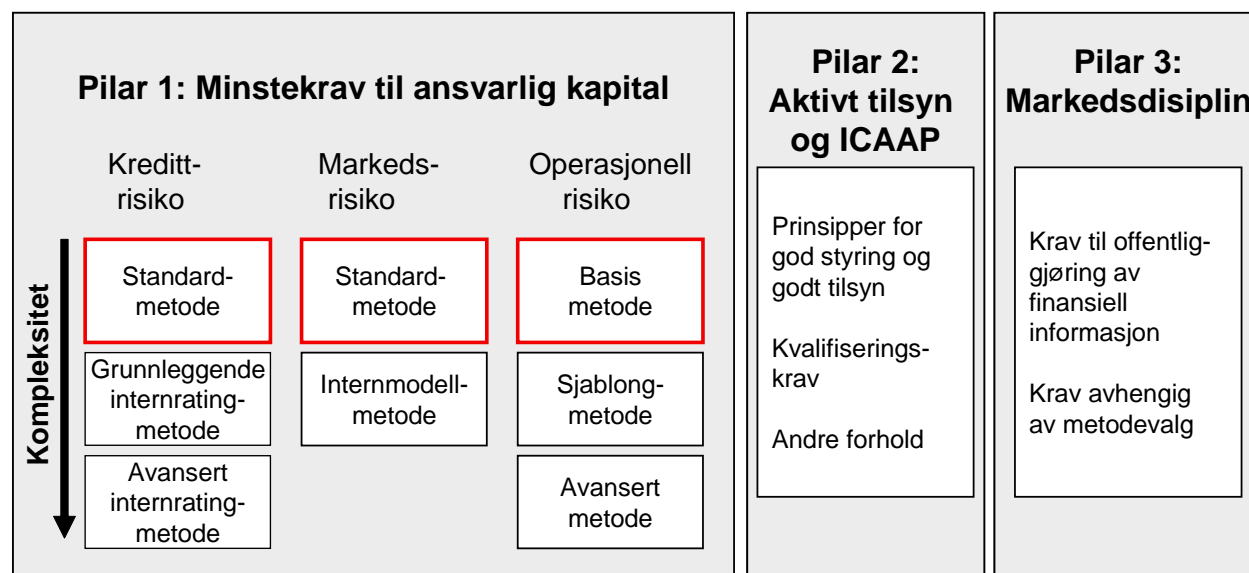 Pilar 1: Minstekrav til ansvarlig kapital
Kreditt-
risiko
Markeds-
risiko
Operasjonell
risiko
Kompleksitet
Standard-
metode
Standard-
metode
Basis
metode
Grunnleggende
internrating-
metode
Internmodell-
metode
Sjablong-
metode
Avansert
internrating-
metode
Avansert
metode
Pilar 2:
Aktivt tilsyn
og ICAAP
Prinsipper for
god styring og
godt tilsyn
Kvalifiserings-
krav
Andre forhold
Pilar 3:
Markedsdisiplin
Krav til offentlig-
gjøring av
finansiell
informasjon
Krav avhengig
av metodevalg